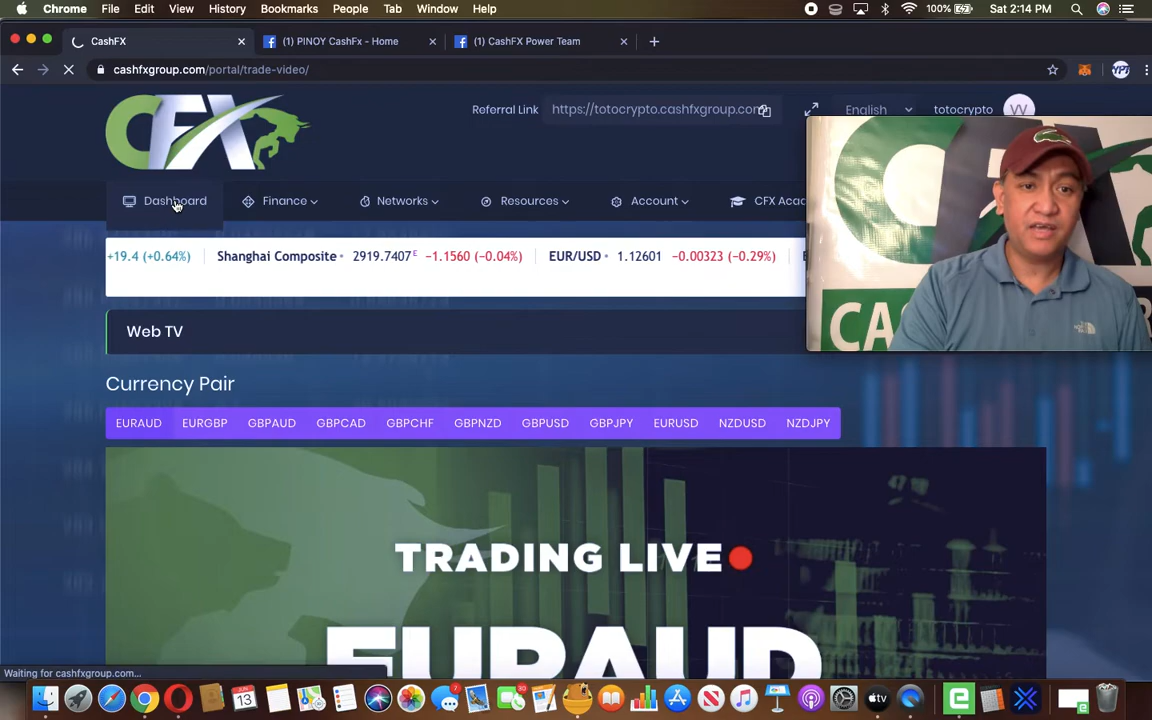 Chrome File Edit View History Bookmarks People Tab Window Help 100% Sat 2:14 PM
CashFX (1) PINOY CashFx - Home (1) CashFX Power Team
cashfxgroup.com/portal/trade-video/
YPF
CFX
Referral Link https://totocrypto.cashfxgroup.com English totocrypto VV
Dashboard Finance Networks Resources Account CFX Acad
+19.4 (+0.64%) Shanghai Composite 2919.7407 E −1.1560 (−0.04%) EUR/USD 1.12601 −0.00323 (−0.29%)
CA
Web TV
Currency Pair
EURAUD EURGBP GBPAUD GBPCAD GBPCHF GBPNZD GBPUSD GBPJPY EURUSD NZDUSD NZDJPY
TRADING LIVE
EURAUD
Waiting for cashfxgroup.com...